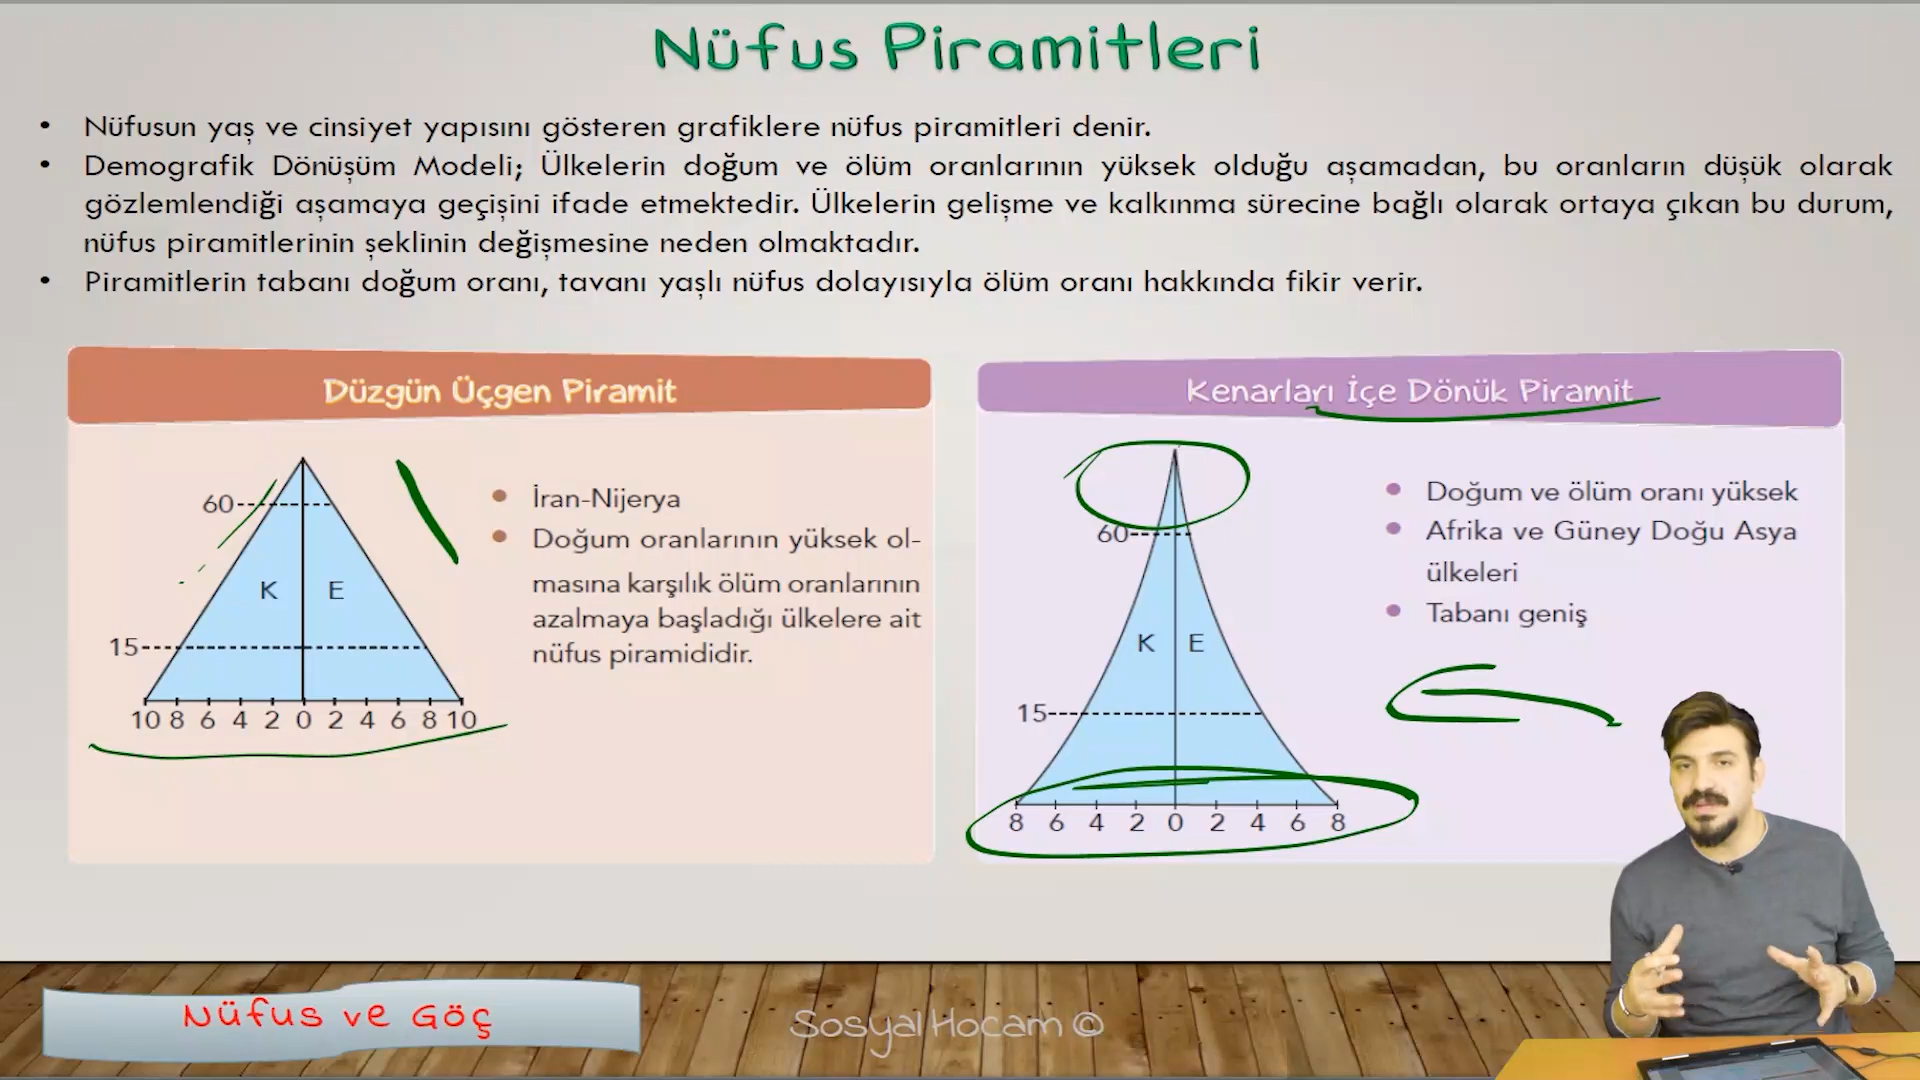 Nüfus Piramitleri
• Nüfusun yaş ve cinsiyet yapısını gösteren grafiklere nüfus piramitleri denir.
• Demografik Dönüşüm Modeli; Ülkelerin doğum ve ölüm oranlarının yüksek olduğu aşamadan, bu oranların düşük olarak
gözlemlendiği aşamaya geçişini ifade etmektedir. Ülkelerin gelişme ve kalkınma sürecine bağlı olarak ortaya çıkan bu durum,
nüfus piramitlerinin şeklinin değişmesine neden olmaktadır.
• Piramitlerin tabanı doğum oranı, tavanı yaşlı nüfus dolayısıyla ölüm oranı hakkında fikir verir.
Düzgün Üçgen Piramit
60
K E
15
10 8 6 4 2 0 2 4 6 8 10
• İran-Nijerya
• Doğum oranlarının yüksek ol-
masına karşılık ölüm oranlarının
azalmaya başladığı ülkelere ait
nüfus piramididir.
Kenarları İçe Dönük Piramit
60
K E
15
8 6 4 2 0 2 4 6 8
• Doğum ve ölüm oranı yüksek
• Afrika ve Güney Doğu Asya
ülkeleri
• Tabanı geniş
Nüfus ve Göç
SosyalHocam ©